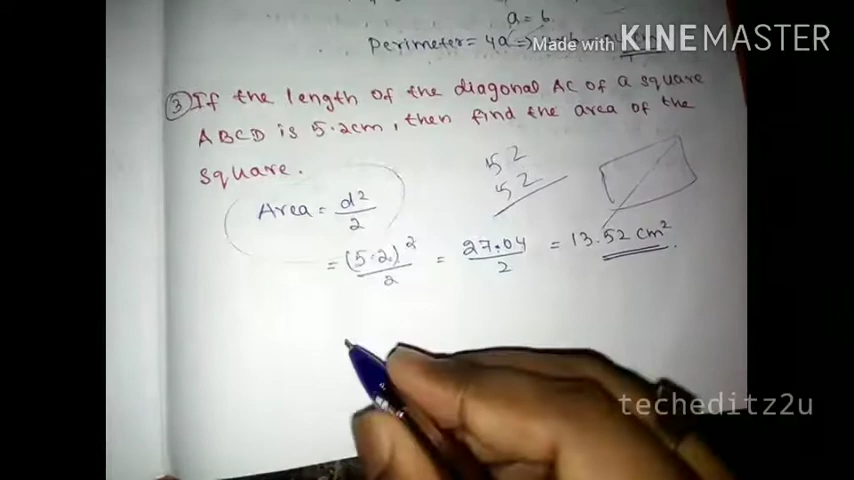 a = 6
Perimeter = 4a
Made with KINEMASTER
③ If the length of the diagonal AC of a square
ABCD is 5.2cm, then find the area of the
square.
52
52
Area = d²/2
= (5.2)²/2 = 27.04/2 = 13.52 cm².
techeditz2u